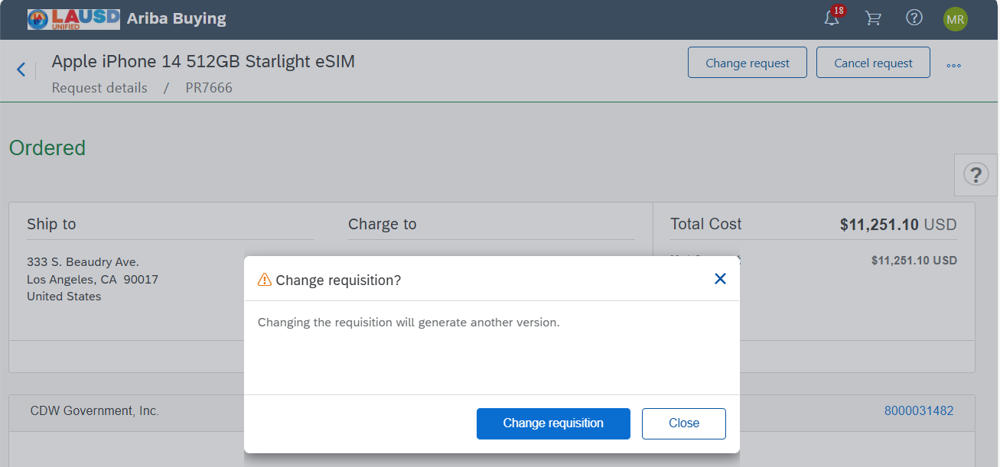 LAUSD
UNIFIED
Ariba Buying
18
MR
Apple iPhone 14 512GB Starlight eSIM
Request details / PR7666
Change request
Cancel request
Ordered
?
Ship to
Charge to
Total Cost
$11,251.10 USD
333 S. Beaudry Ave.
Los Angeles, CA 90017
United States
$11,251.10 USD
Change requisition?
Changing the requisition will generate another version.
Change requisition
Close
CDW Government, Inc.
8000031482